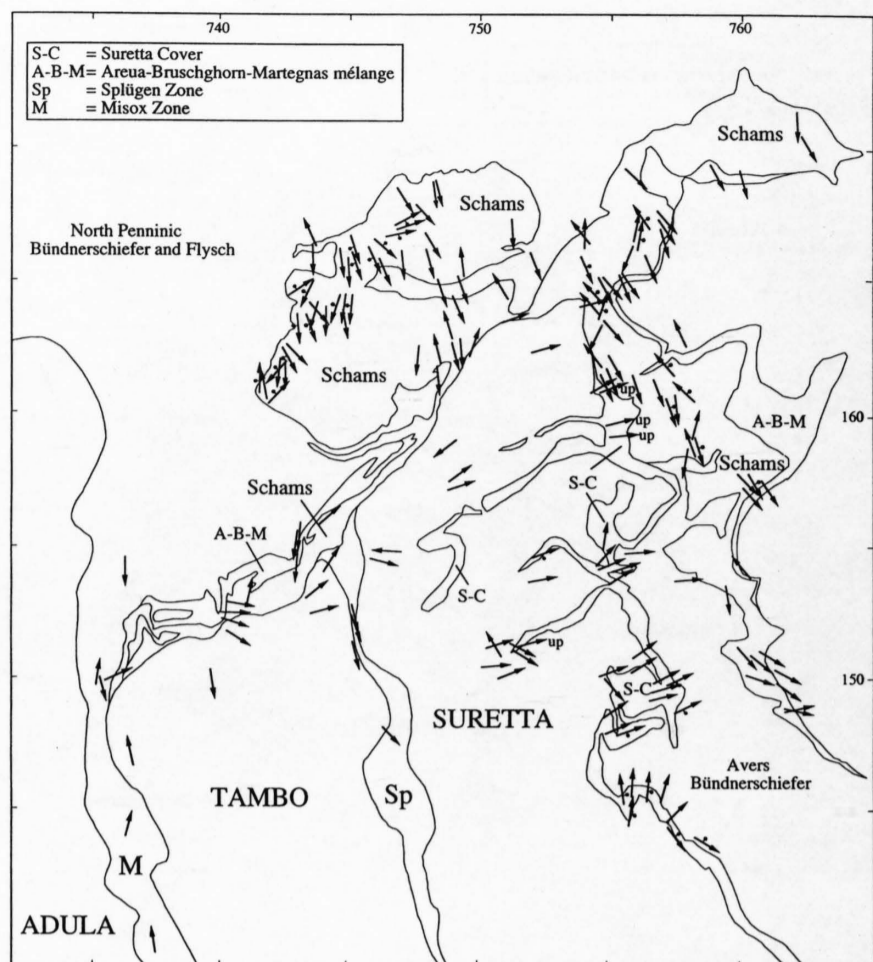 740
750
760
S-C = Suretta Cover
A-B-M= Areua-Bruschghorn-Martegnas mélange
Sp = Splügen Zone
M = Misox Zone
Schams
Schams
North Penninic
Bündnerschiefer and Flysch
Schams
up
up
up
A-B-M
160
Schams
Schams
S-C
A-B-M
S-C
up
150
S-C
SURETTA
Avers
Bündnerschiefer
TAMBO
Sp
M
ADULA